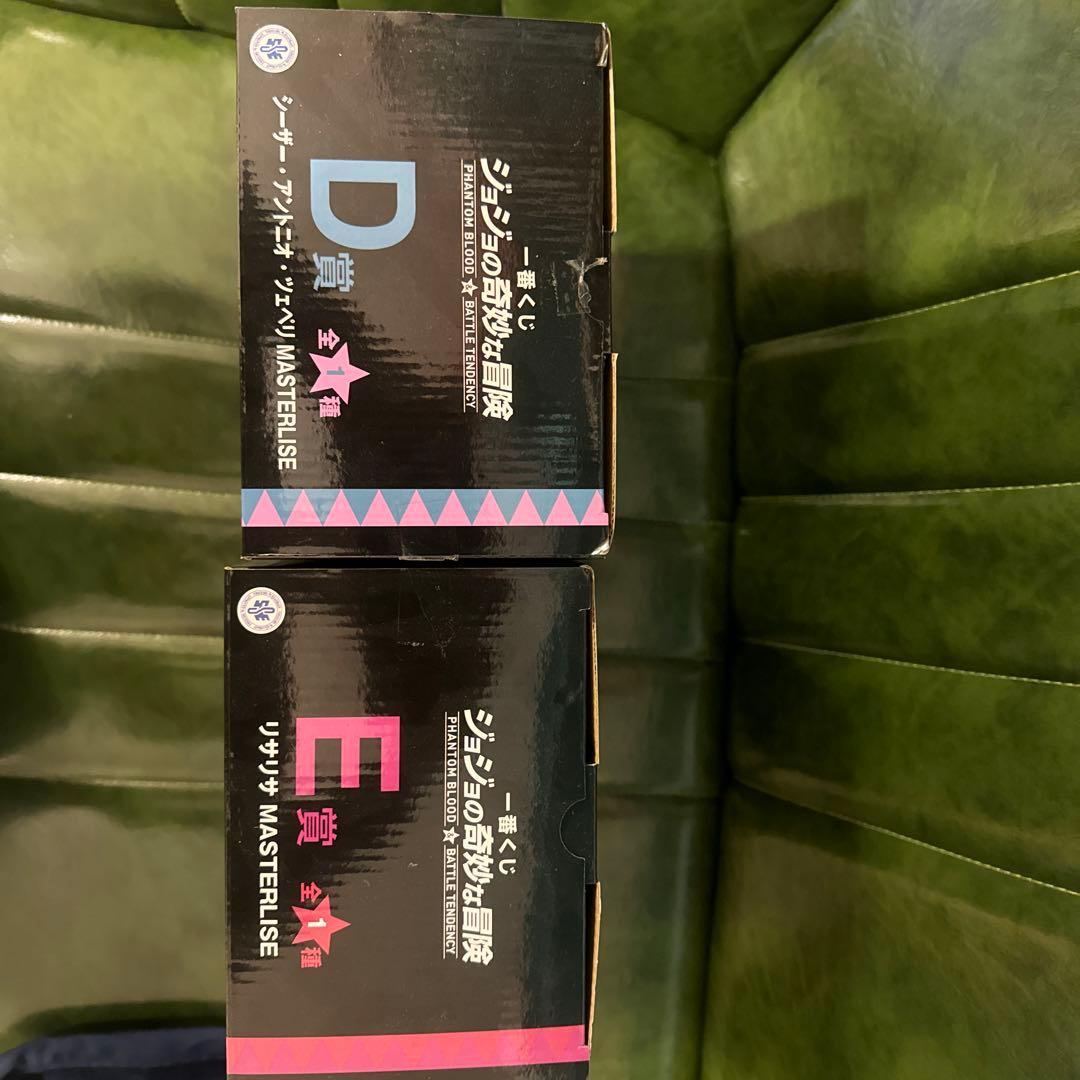 一番くじ
ジョジョの奇妙な冒険
PHANTOM BLOOD ☆ BATTLE TENDENCY
D賞
全1種
シーザー・アントニオ・ツェペリ MASTERLISE
一番くじ
ジョジョの奇妙な冒険
PHANTOM BLOOD ☆ BATTLE TENDENCY
E賞
全1種
リサリサ MASTERLISE